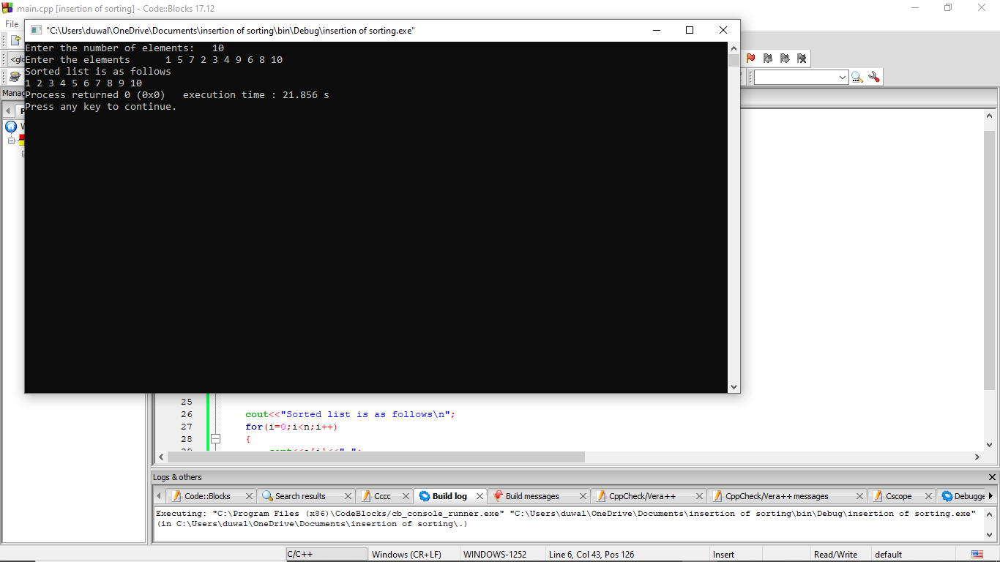 main.cpp [insertion of sorting] - Code::Blocks 17.12
File
"C:\Users\duwal\OneDrive\Documents\insertion of sorting\bin\Debug\insertion of sorting.exe"
Enter the number of elements:   10
Enter the elements      1 5 7 2 3 4 9 6 8 10
Sorted list is as follows
1 2 3 4 5 6 7 8 9 10
Process returned 0 (0x0)   execution time : 21.856 s
Press any key to continue.
25
26 cout<<"Sorted list is as follows\n";
27 for(i=0;i<n;i++)
28 {
Logs & others
Code::Blocks Search results Cccc Build log Build messages CppCheck/Vera++ CppCheck/Vera++ messages Cscope Debugge
Executing: "C:\Program Files (x86)\CodeBlocks/cb_console_runner.exe" "C:\Users\duwal\OneDrive\Documents\insertion of sorting\bin\Debug\insertion of sorting.exe"
(in C:\Users\duwal\OneDrive\Documents\insertion of sorting\.)
C/C++ Windows (CR+LF) WINDOWS-1252 Line 6, Col 43, Pos 126 Insert Read/Write default